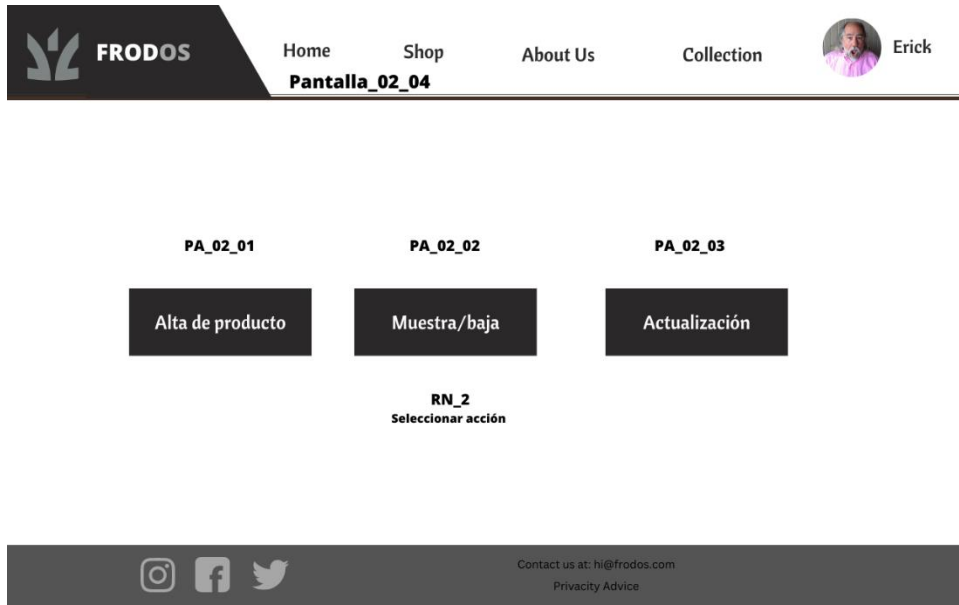 FRODOS
Home Shop About Us Collection Erick
Pantalla_02_04
PA_02_01 PA_02_02 PA_02_03
Alta de producto Muestra/baja Actualización
RN_2
Seleccionar acción
Contact us at: hi@frodos.com
Privacity Advice